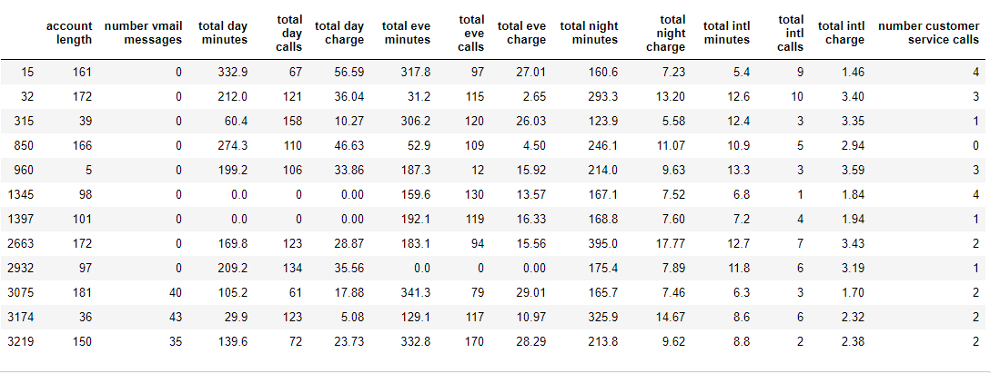 account length number vmail messages total day minutes total day calls total day charge total eve minutes total eve calls total eve charge total night minutes total night charge total intl minutes total intl calls total intl charge number customer service calls
15 161 0 332.9 67 56.59 317.8 97 27.01 160.6 7.23 5.4 9 1.46 4
32 172 0 212.0 121 36.04 31.2 115 2.65 293.3 13.20 12.6 10 3.40 3
315 39 0 60.4 158 10.27 306.2 120 26.03 123.9 5.58 12.4 3 3.35 1
850 166 0 274.3 110 46.63 52.9 109 4.50 246.1 11.07 10.9 5 2.94 0
960 5 0 199.2 106 33.86 187.3 12 15.92 214.0 9.63 13.3 3 3.59 3
1345 98 0 0.0 0 0.00 159.6 130 13.57 167.1 7.52 6.8 1 1.84 4
1397 101 0 0.0 0 0.00 192.1 119 16.33 168.8 7.60 7.2 4 1.94 1
2663 172 0 169.8 123 28.87 183.1 94 15.56 395.0 17.77 12.7 7 3.43 2
2932 97 0 209.2 134 35.56 0.0 0 0.00 175.4 7.89 11.8 6 3.19 1
3075 181 40 105.2 61 17.88 341.3 79 29.01 165.7 7.46 6.3 3 1.70 2
3174 36 43 29.9 123 5.08 129.1 117 10.97 325.9 14.67 8.6 6 2.32 2
3219 150 35 139.6 72 23.73 332.8 170 28.29 213.8 9.62 8.8 2 2.38 2